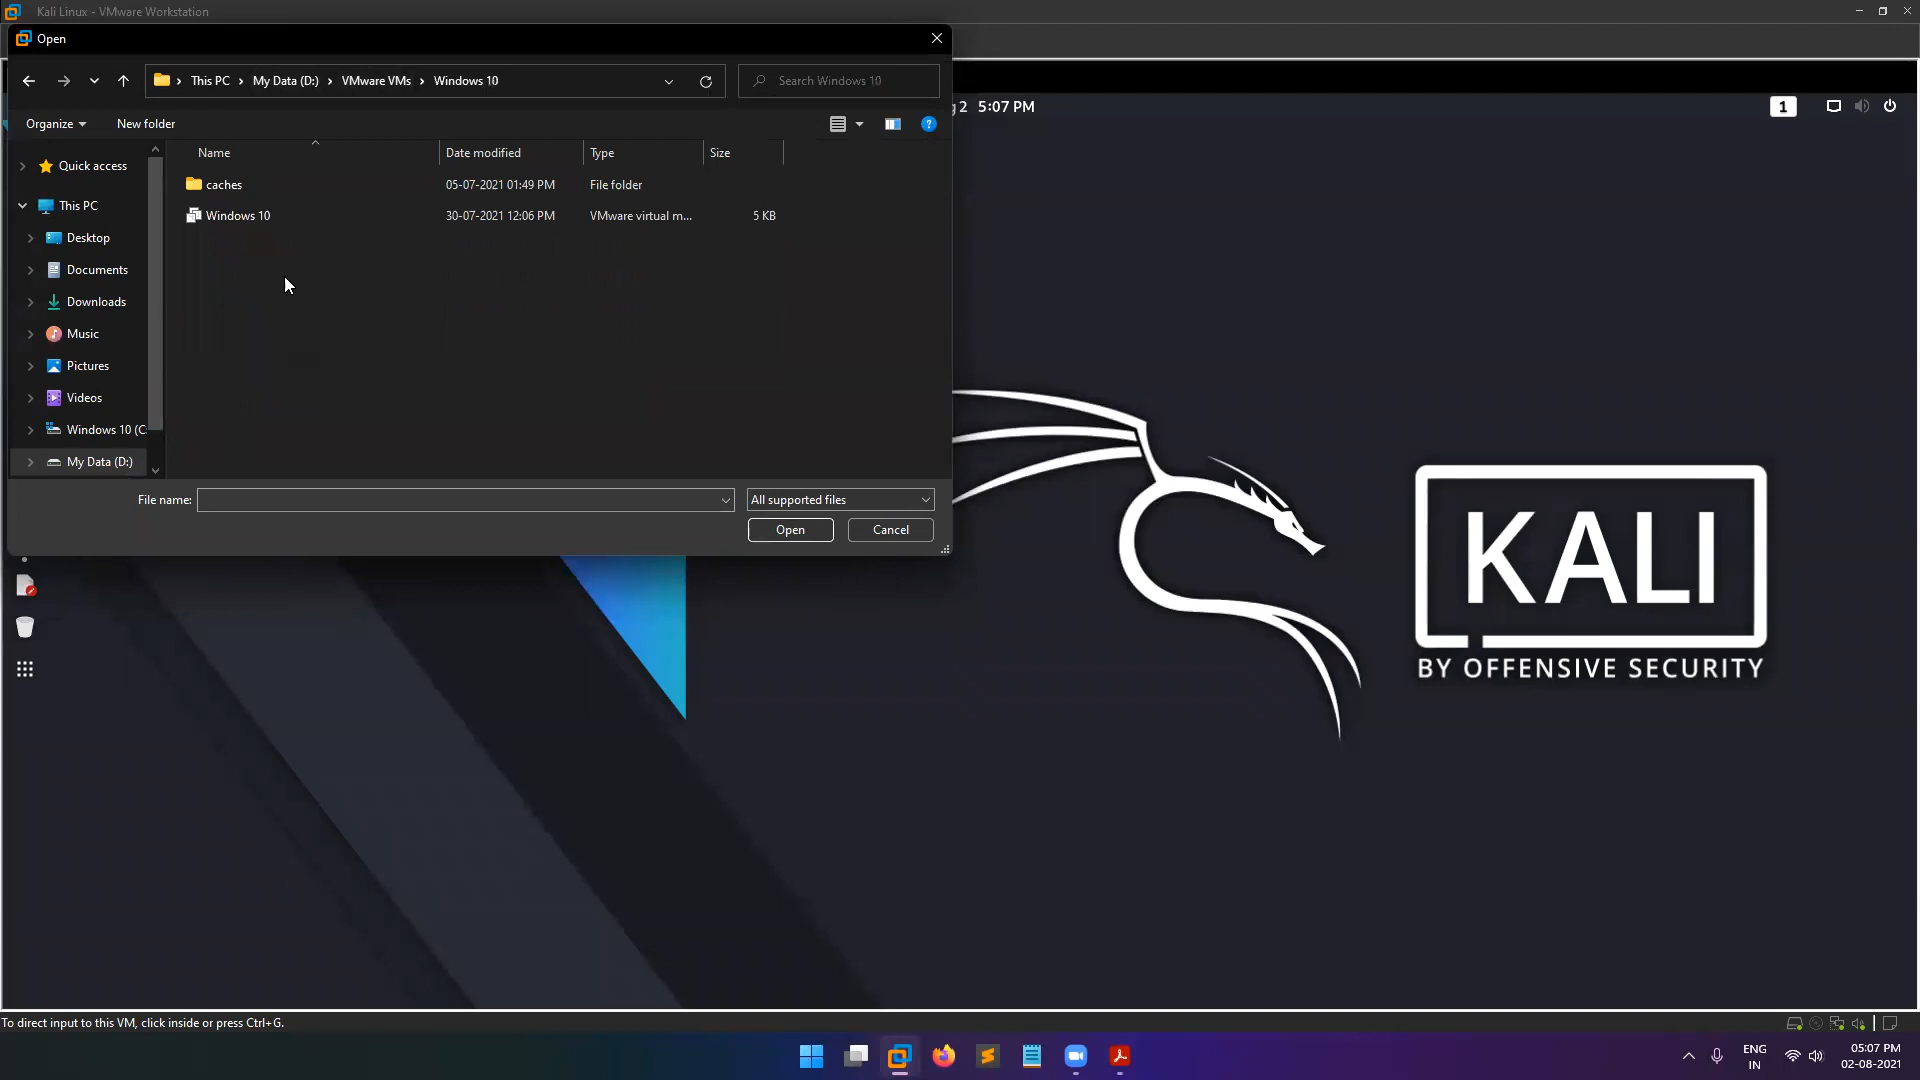 Kali Linux - VMware Workstation
Open
This PC > My Data (D:) > VMware VMs > Windows 10
Search Windows 10
2 5:07 PM
1
Organize
New folder
Name
Date modified
Type
Size
caches
05-07-2021 01:49 PM
File folder
Windows 10
30-07-2021 12:06 PM
VMware virtual m...
5 KB
Quick access
This PC
Desktop
Documents
Downloads
Music
Pictures
Videos
Windows 10 (C
My Data (D:)
File name:
All supported files
Open
Cancel
KALI
BY OFFENSIVE SECURITY
To direct input to this VM, click inside or press Ctrl+G.
ENG
IN
05:07 PM
02-08-2021